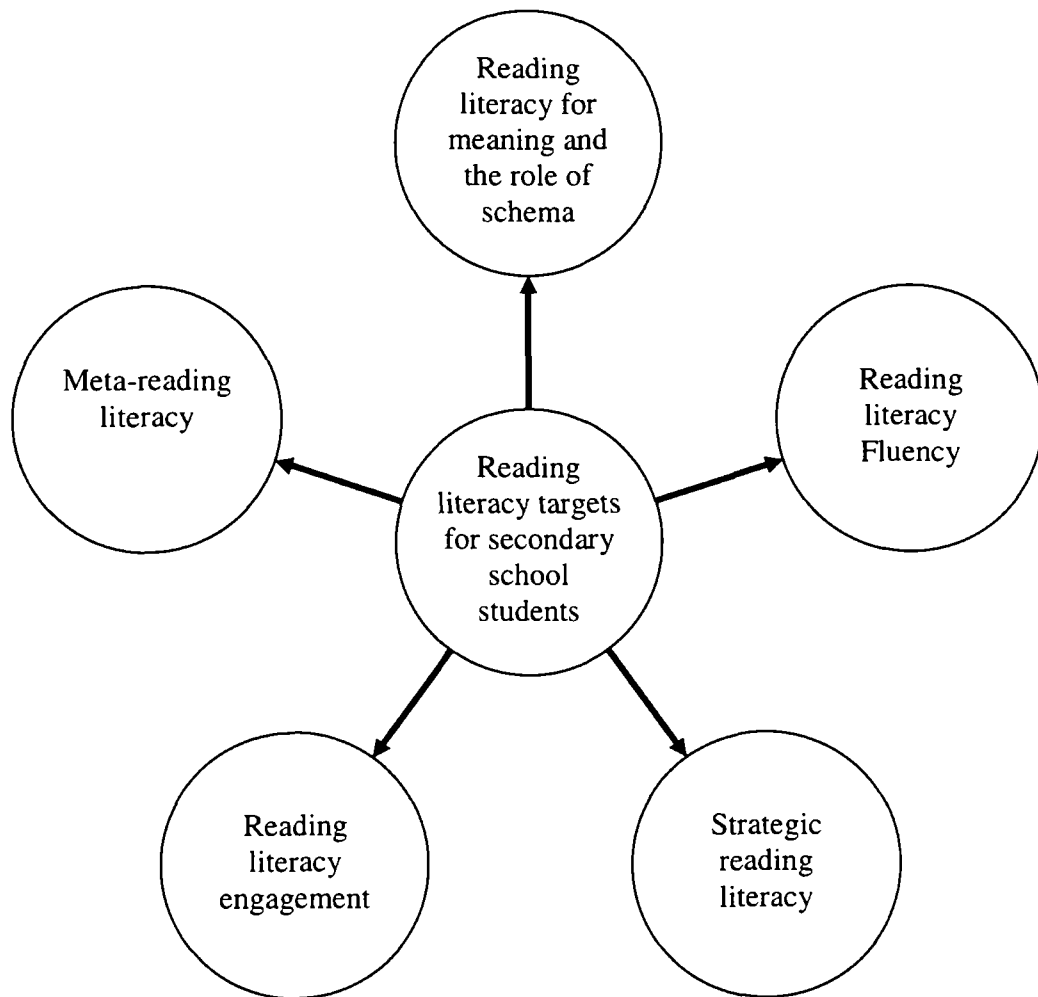 Reading
literacy for
meaning and
the role of
schema
Meta-reading
literacy
Reading
literacy
Fluency
Reading
literacy targets
for secondary
school
students
Reading
literacy
engagement
Strategic
reading
literacy